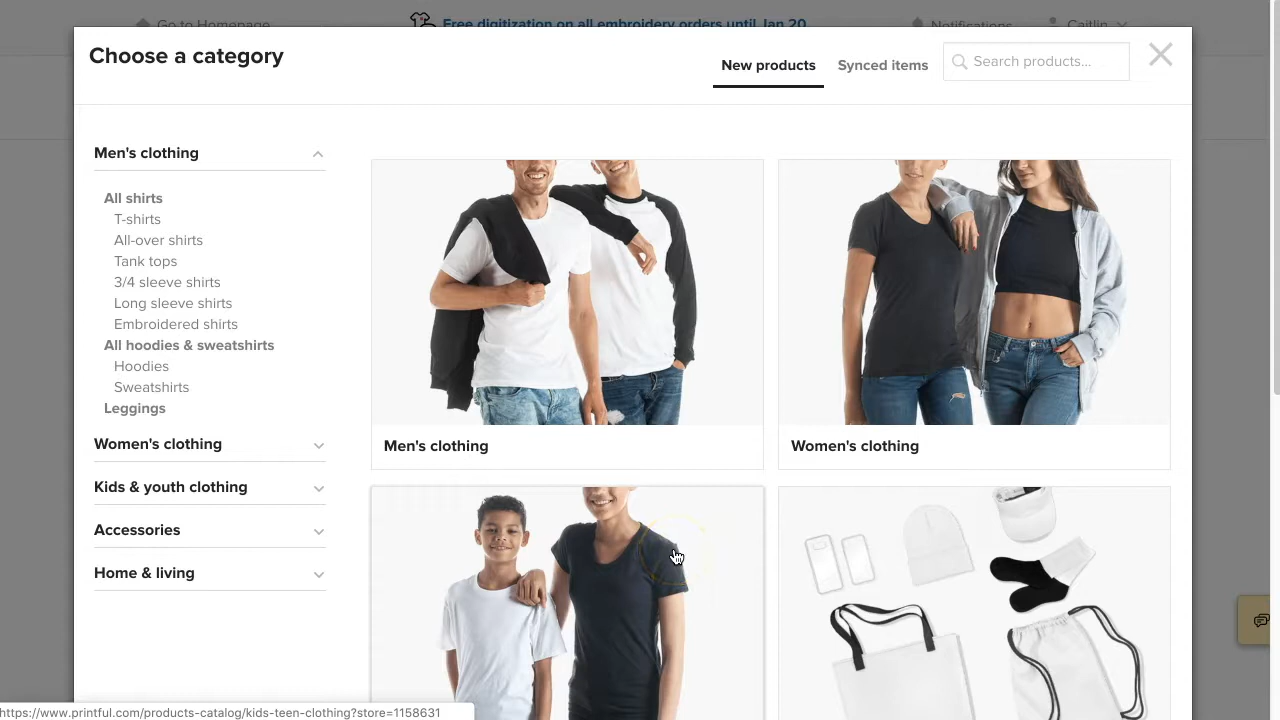 Go to Homepage
Free digitization on all embroidery orders until Jan 20
Notifications
Caitlin
Choose a category
New products
Synced items
Search products...
Men's clothing
All shirts
T-shirts
All-over shirts
Tank tops
3/4 sleeve shirts
Long sleeve shirts
Embroidered shirts
All hoodies & sweatshirts
Hoodies
Sweatshirts
Leggings
Women's clothing
Kids & youth clothing
Accessories
Home & living
Men's clothing
Women's clothing
https://www.printful.com/products-catalog/kids-teen-clothing?store=1158631